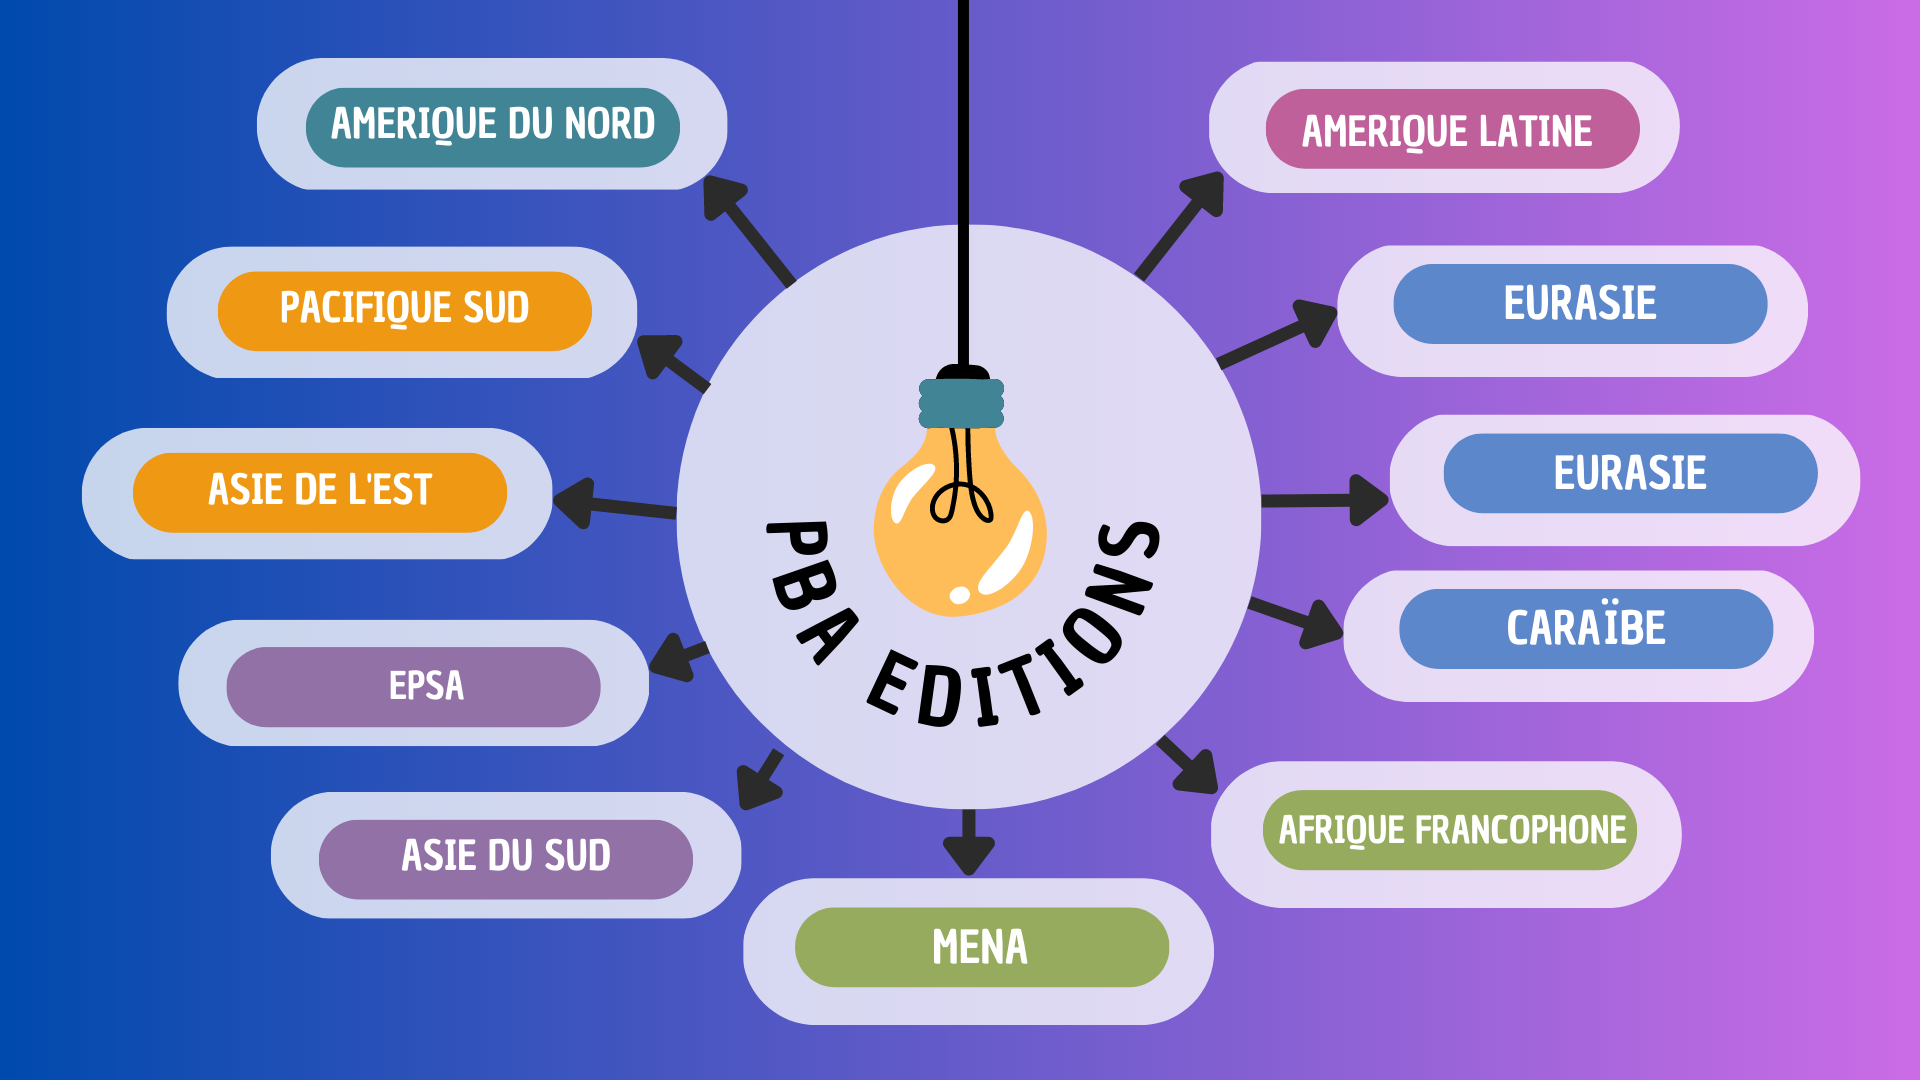 AMERIQUE DU NORD
AMERIQUE LATINE
PACIFIQUE SUD
EURASIE
ASIE DE L'EST
EURASIE
PBA EDITIONS
CARAÏBE
EPSA
ASIE DU SUD
AFRIQUE FRANCOPHONE
MENA